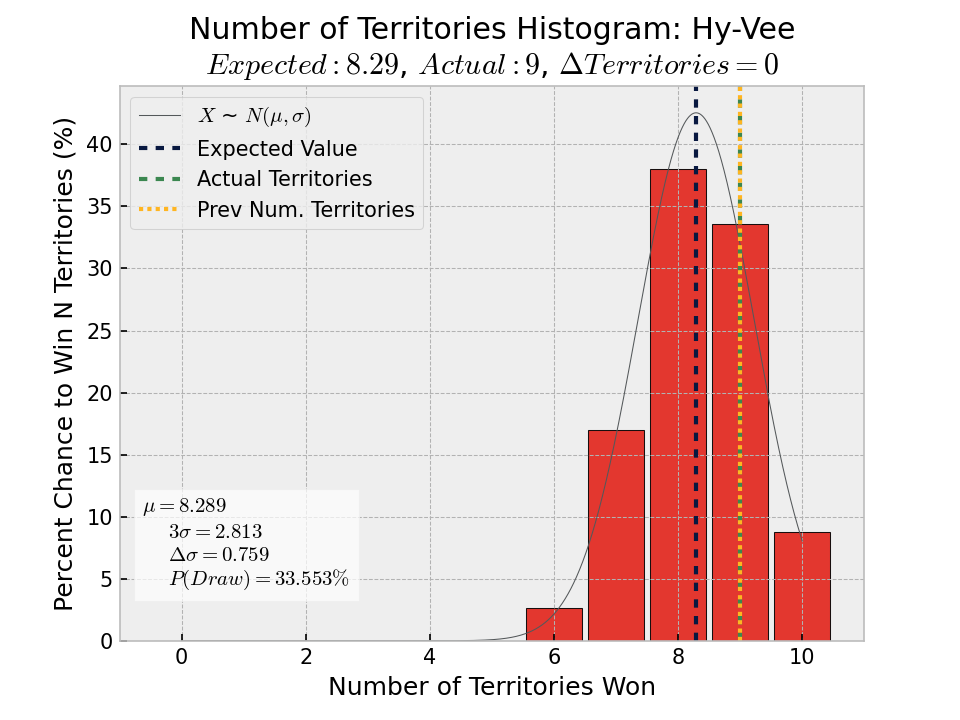 Number of Territories Histogram: Hy-Vee
Expected : 8.29, Actual : 9, ΔTerritories = 0
X ~ N(μ, σ)
Expected Value
Actual Territories
Prev Num. Territories
Percent Chance to Win N Territories (%)
40
35
30
25
20
15
10
5
0
μ = 8.289
3σ = 2.813
Δσ = 0.759
P(Draw) = 33.553%
0 2 4 6 8 10
Number of Territories Won